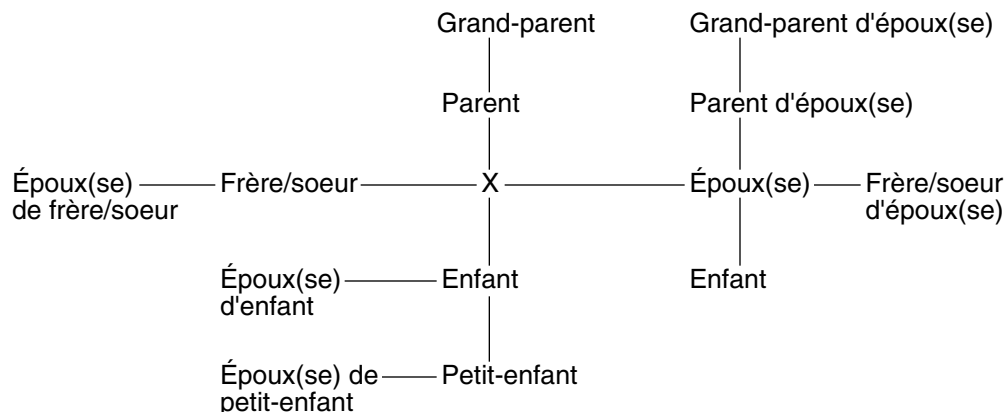 Grand-parent
Grand-parent d'époux(se)
Parent
Parent d'époux(se)
Époux(se)
de frère/soeur
Frère/soeur
X
Époux(se)
Frère/soeur
d'époux(se)
Époux(se)
d'enfant
Enfant
Enfant
Époux(se) de
petit-enfant
Petit-enfant